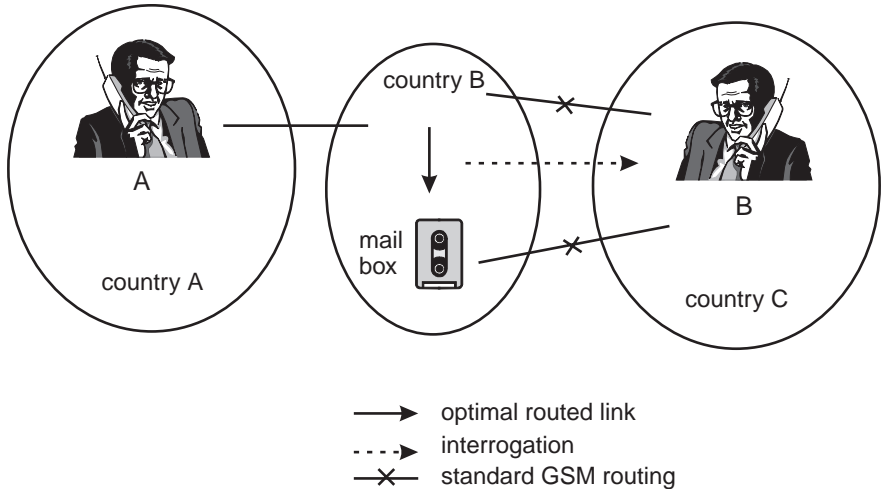 country B
A
B
mail
box
country A
country C
optimal routed link
interrogation
standard GSM routing